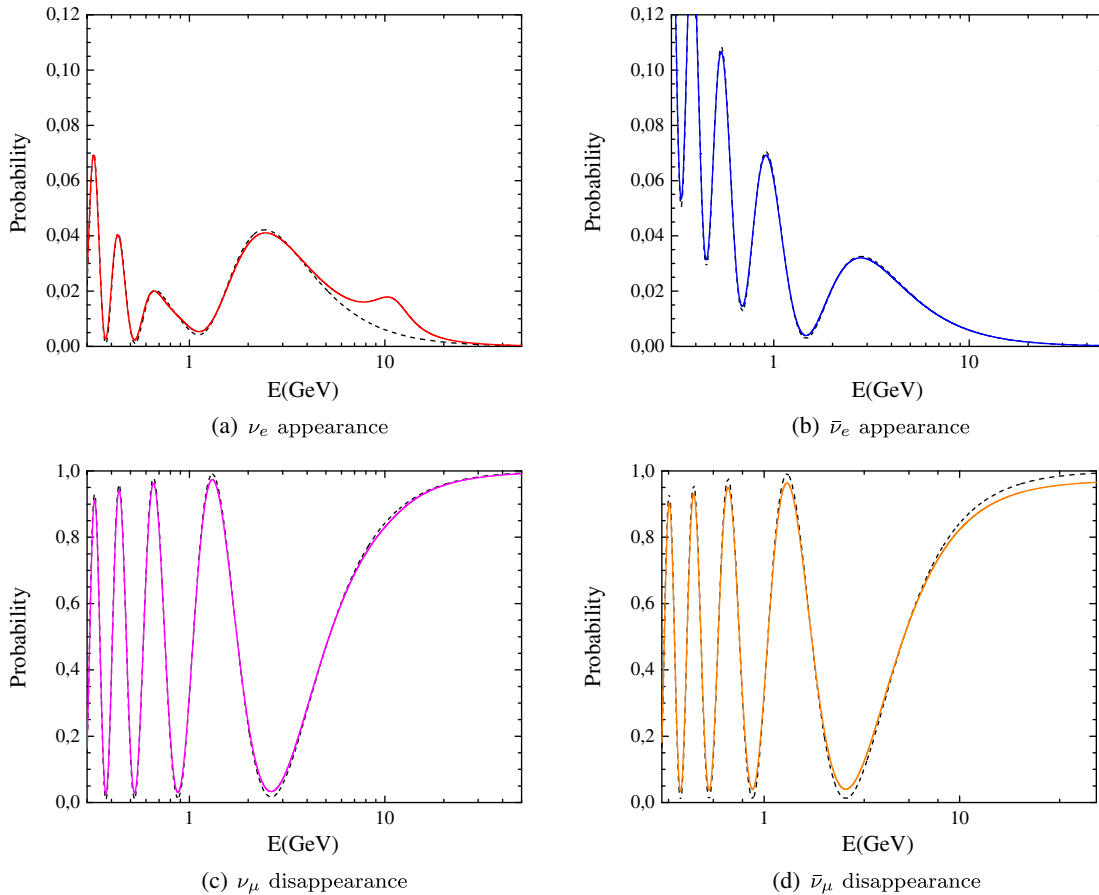 0,12
0,10
0,08
0,06
0,04
0,02
0,00
Probability
1
10
E(GeV)
(a) νe appearance
0,12
0,10
0,08
0,06
0,04
0,02
0,00
Probability
1
10
E(GeV)
(b) ν̄e appearance
1,0
0,8
0,6
0,4
0,2
0,0
Probability
1
10
E(GeV)
(c) νμ disappearance
1,0
0,8
0,6
0,4
0,2
0,0
Probability
1
10
E(GeV)
(d) ν̄μ disappearance